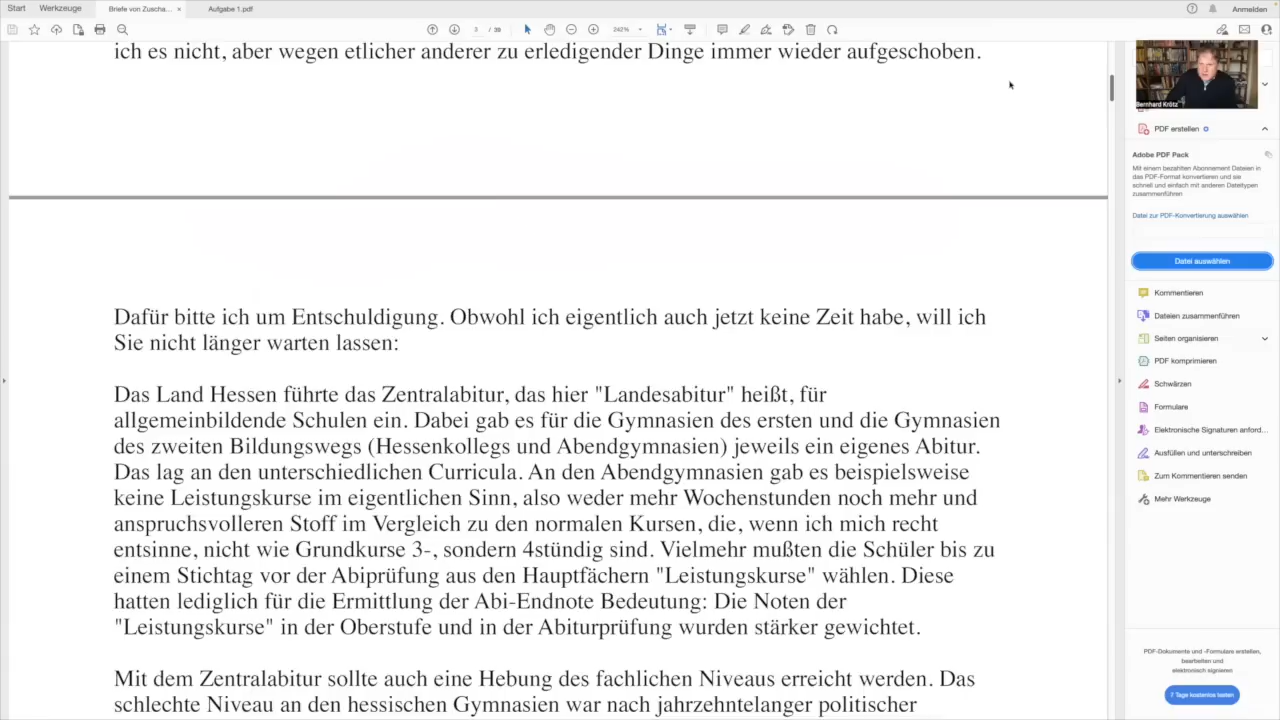 Start Werkzeuge Briefe von Zuscha... × Aufgabe 1.pdf Anmelden
3 / 39 242%
ich es nicht, aber wegen etlicher anderer zu erledigender Dinge immer wieder aufgeschoben.
Bernhard Krötz
PDF erstellen
Adobe PDF Pack
Mit einem bezahlten Abonnement Dateien in
das PDF-Format konvertieren und sie
schnell und einfach mit anderen Dateitypen
zusammenführen
Datei zur PDF-Konvertierung auswählen
Datei auswählen
Dafür bitte ich um Entschuldigung. Obwohl ich eigentlich auch jetzt keine Zeit habe, will ich
Sie nicht länger warten lassen:
Das Land Hessen führte das Zentralabitur, das hier "Landesabitur" heißt, für
allgemeinbildende Schulen ein. Dabei gab es für die Gymnasien des ersten und die Gymnasien
des zweiten Bildungswegs (Hessenkollegs und Abendgymnasien) jeweils ein eigenes Abitur.
Das lag an den unterschiedlichen Curricula. An den Abendgymnasien gab es beispielsweise
keine Leistungskurse im eigentlichen Sinn, also weder mehr Wochenstunden noch mehr und
anspruchsvolleren Stoff im Vergleich zu den normalen Kursen, die, wenn ich mich recht
entsinne, nicht wie Grundkurse 3-, sondern 4stündig sind. Vielmehr mußten die Schüler bis zu
einem Stichtag vor der Abiprüfung aus den Hauptfächern "Leistungskurse" wählen. Diese
hatten lediglich für die Ermittlung der Abi-Endnote Bedeutung: Die Noten der
"Leistungskurse" in der Oberstufe und in der Abiturprüfung wurden stärker gewichtet.
Mit dem Zentralabitur sollte auch eine Anhebung des fachlichen Niveaus erreicht werden. Das
schlechte Niveau an den hessischen Gymnasien war nach jahrzehntelanger politischer
Kommentieren
Dateien zusammenführen
Seiten organisieren
PDF komprimieren
Schwärzen
Formulare
Elektronische Signaturen anford...
Ausfüllen und unterschreiben
Zum Kommentieren senden
Mehr Werkzeuge
PDF-Dokumente und -Formulare erstellen,
bearbeiten und
elektronisch signieren
7 Tage kostenlos testen